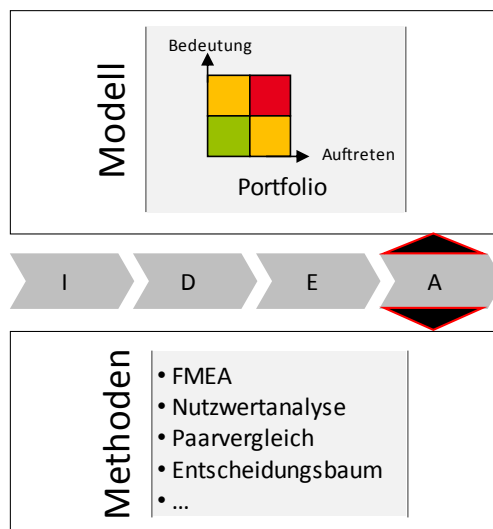 Modell
Bedeutung
Auftreten
Portfolio
I D E A
Methoden
• FMEA
• Nutzwertanalyse
• Paarvergleich
• Entscheidungsbaum
• ...